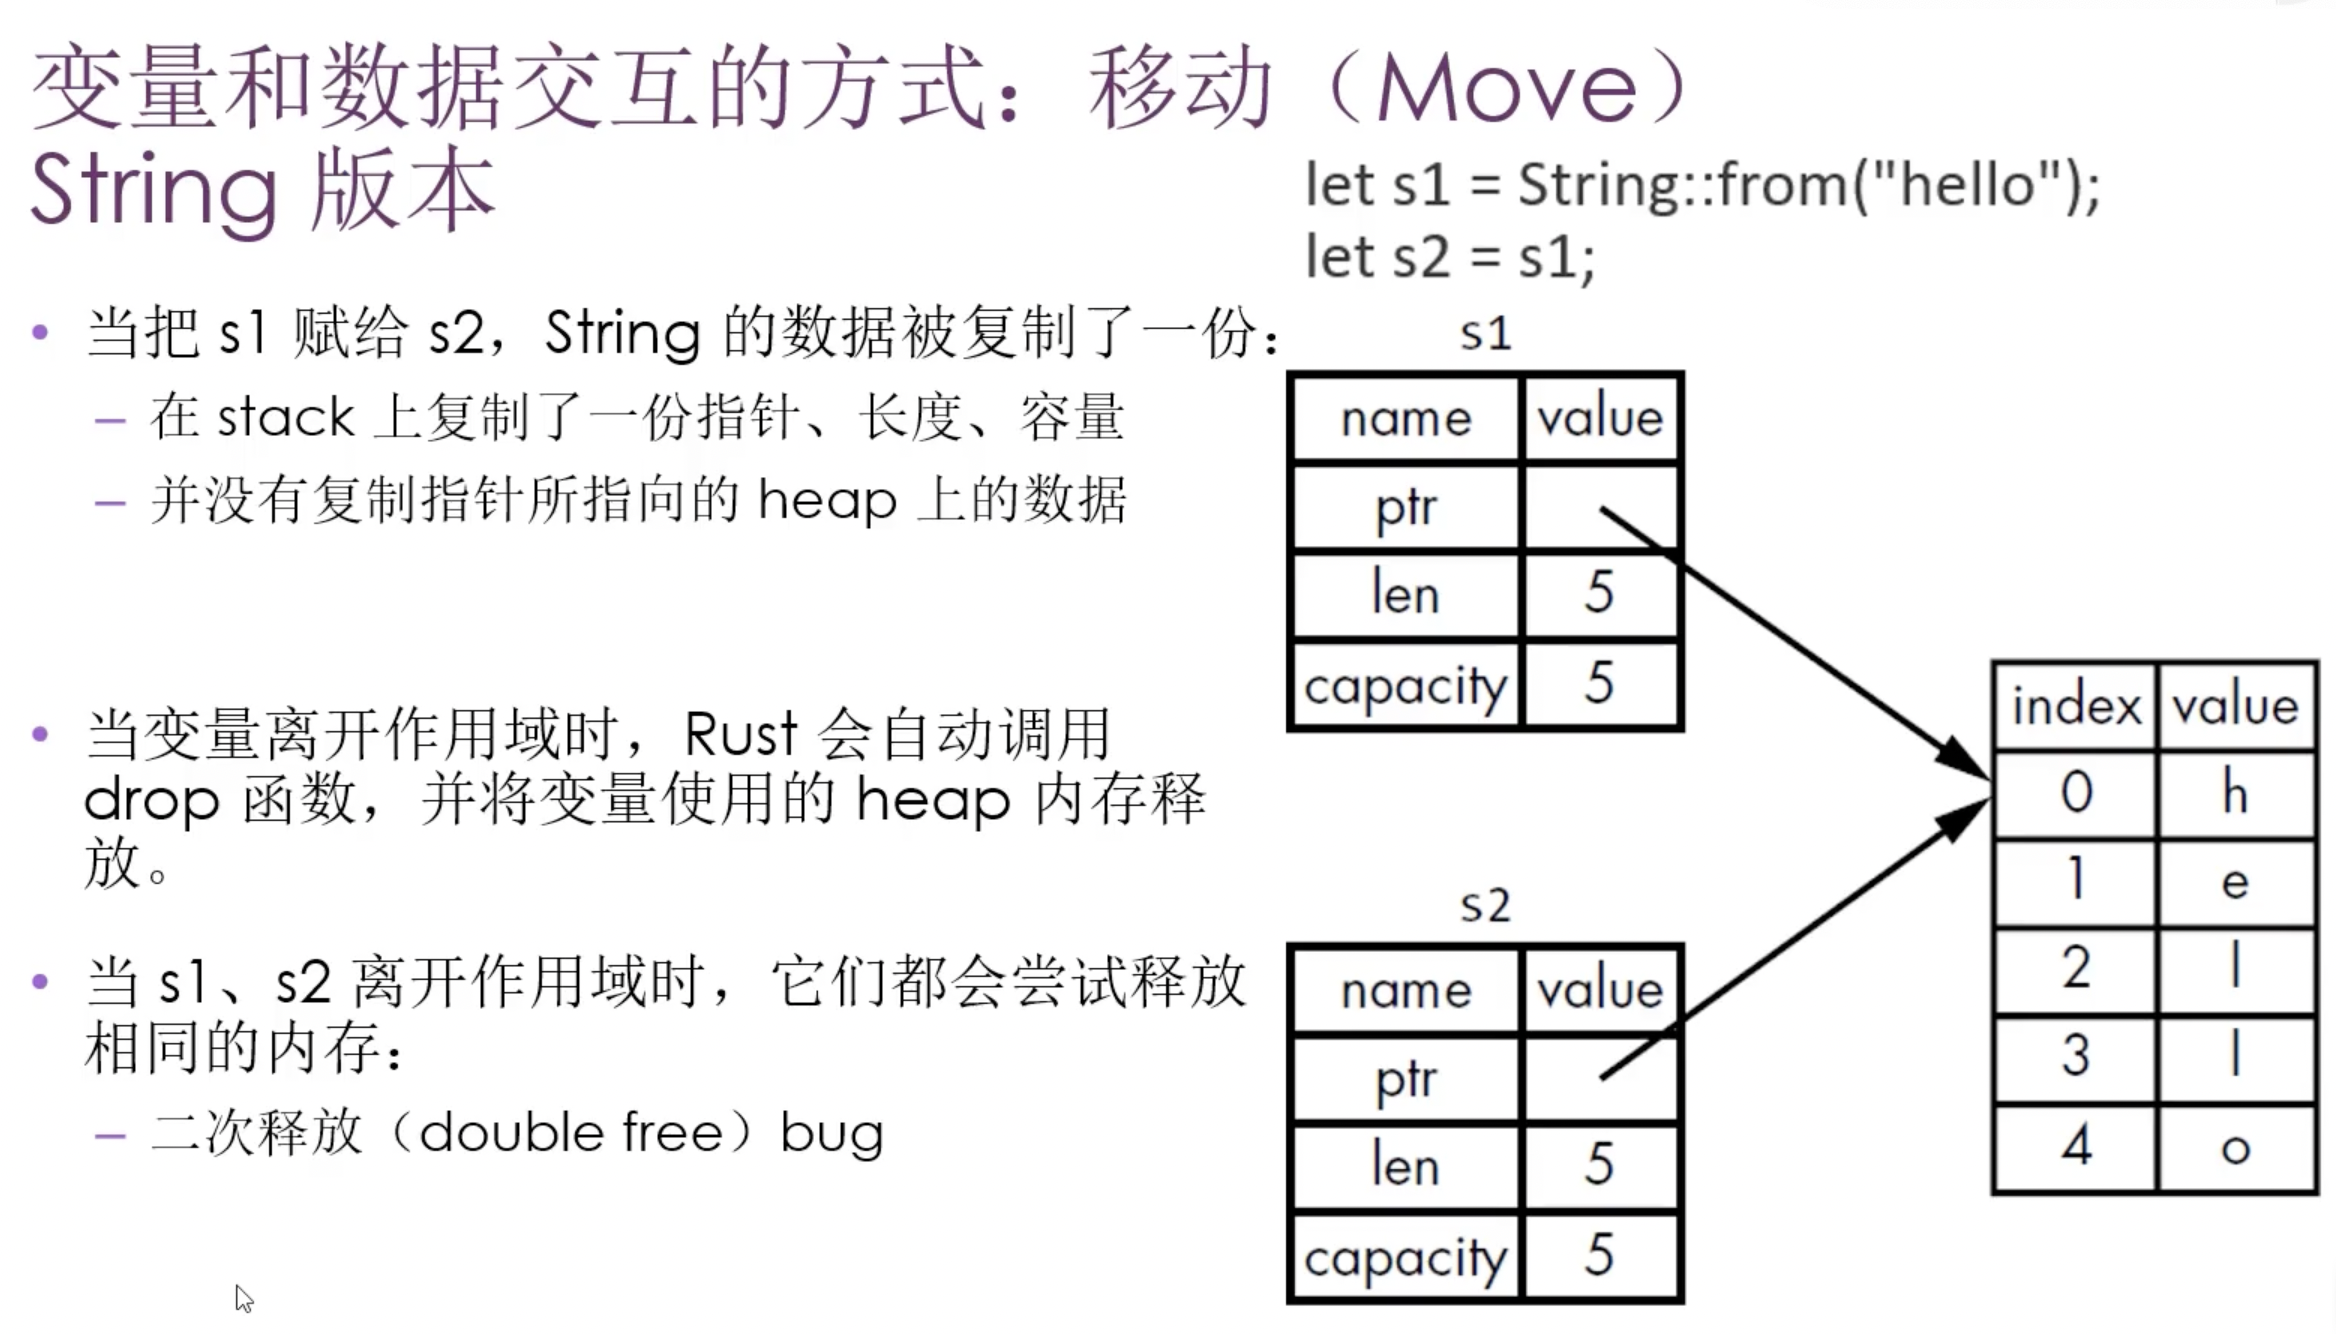 变量和数据交互的方式：移动（Move）
String 版本
let s1 = String::from("hello");
let s2 = s1;
• 当把 s1 赋给 s2，String 的数据被复制了一份：
– 在 stack 上复制了一份指针、长度、容量
– 并没有复制指针所指向的 heap 上的数据
• 当变量离开作用域时，Rust 会自动调用
drop 函数，并将变量使用的 heap 内存释
放。
• 当 s1、s2 离开作用域时，它们都会尝试释放
相同的内存：
– 二次释放（double free）bug
s1
name value
ptr
len 5
capacity 5
s2
name value
ptr
len 5
capacity 5
index value
0 h
1 e
2 l
3 l
4 o